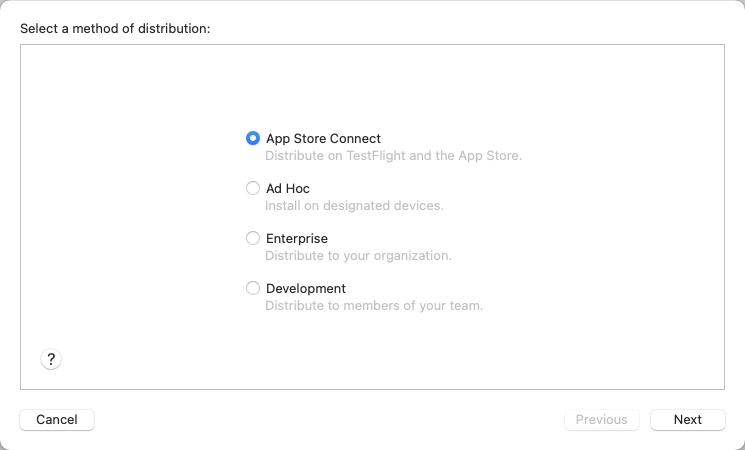 Select a method of distribution:
App Store Connect
Distribute on TestFlight and the App Store.
Ad Hoc
Install on designated devices.
Enterprise
Distribute to your organization.
Development
Distribute to members of your team.
?
Cancel
Previous
Next